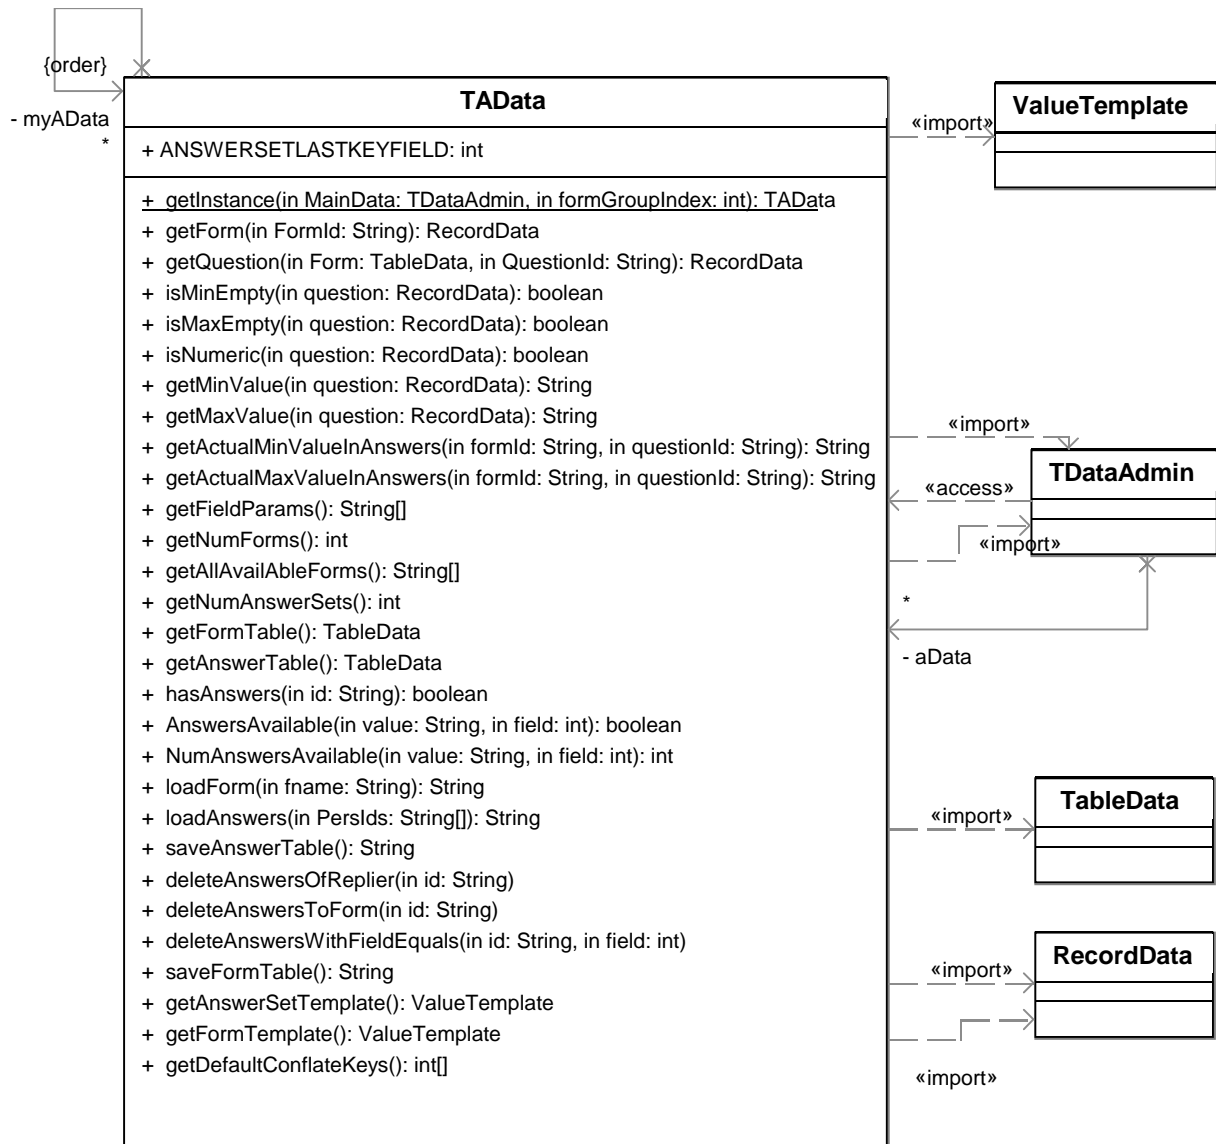 {order}
- myAData
*
TAData
+ ANSWERSETLASTKEYFIELD: int
+ getInstance(in MainData: TDataAdmin, in formGroupIndex: int): TAData
+ getForm(in FormId: String): RecordData
+ getQuestion(in Form: TableData, in QuestionId: String): RecordData
+ isMinEmpty(in question: RecordData): boolean
+ isMaxEmpty(in question: RecordData): boolean
+ isNumeric(in question: RecordData): boolean
+ getMinValue(in question: RecordData): String
+ getMaxValue(in question: RecordData): String
+ getActualMinValueInAnswers(in formId: String, in questionId: String): String
+ getActualMaxValueInAnswers(in formId: String, in questionId: String): String
+ getFieldParams(): String[]
+ getNumForms(): int
+ getAllAvailAbleForms(): String[]
+ getNumAnswerSets(): int
+ getFormTable(): TableData
+ getAnswerTable(): TableData
+ hasAnswers(in id: String): boolean
+ AnswersAvailable(in value: String, in field: int): boolean
+ NumAnswersAvailable(in value: String, in field: int): int
+ loadForm(in fname: String): String
+ loadAnswers(in PersIds: String[]): String
+ saveAnswerTable(): String
+ deleteAnswersOfReplier(in id: String)
+ deleteAnswersToForm(in id: String)
+ deleteAnswersWithFieldEquals(in id: String, in field: int)
+ saveFormTable(): String
+ getAnswerSetTemplate(): ValueTemplate
+ getFormTemplate(): ValueTemplate
+ getDefaultConflateKeys(): int[]
«import»
ValueTemplate
«import»
TDataAdmin
«access»
«import»
*
- aData
«import»
TableData
«import»
RecordData
«import»